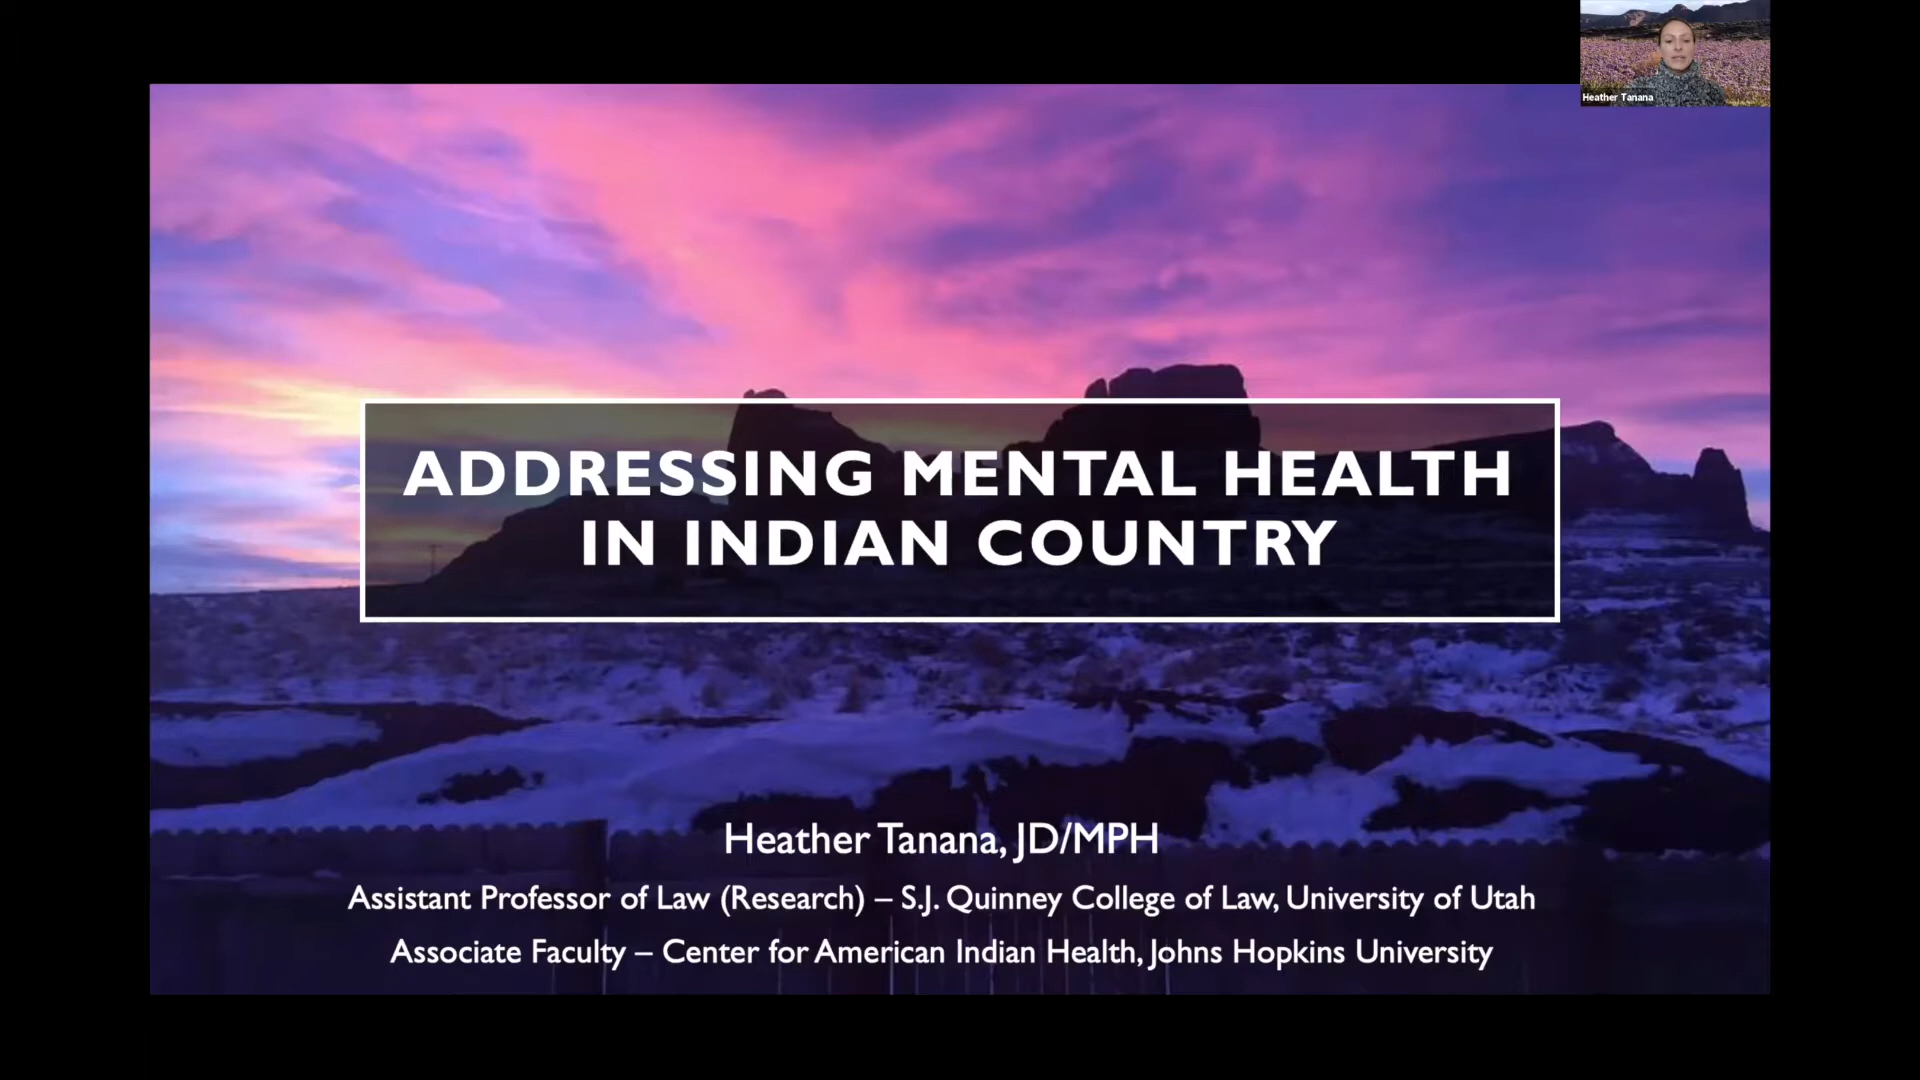 Heather Tanana
ADDRESSING MENTAL HEALTH
IN INDIAN COUNTRY
Heather Tanana, JD/MPH
Assistant Professor of Law (Research) – S.J. Quinney College of Law, University of Utah
Associate Faculty – Center for American Indian Health, Johns Hopkins University